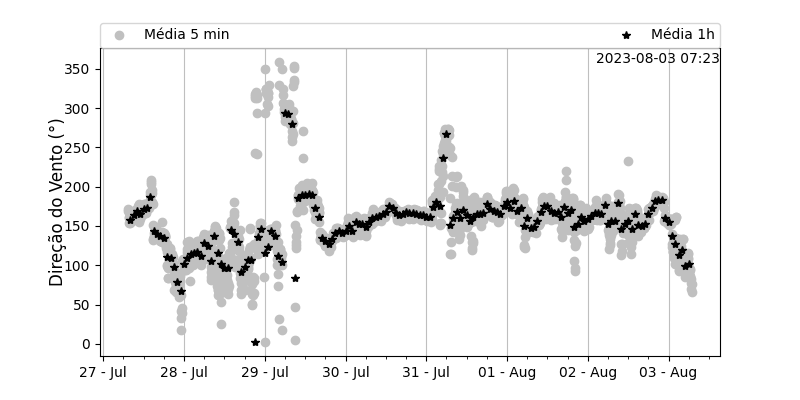 Média 5 min
Média 1h
2023-08-03 07:23
Direção do Vento (°)
350
300
250
200
150
100
50
0
27 - Jul
28 - Jul
29 - Jul
30 - Jul
31 - Jul
01 - Aug
02 - Aug
03 - Aug